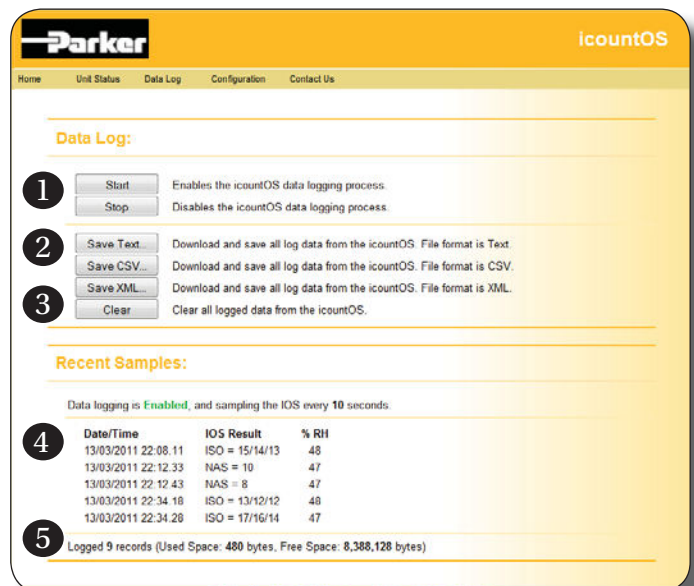 Parker
icountOS
Home Unit Status Data Log Configuration Contact Us
Data Log:
1
Start Enables the icountOS data logging process.
Stop Disables the icountOS data logging process.
2
Save Text... Download and save all log data from the icountOS. File format is Text.
Save CSV... Download and save all log data from the icountOS. File format is CSV.
Save XML... Download and save all log data from the icountOS. File format is XML.
3
Clear Clear all logged data from the icountOS.
Recent Samples:
Data logging is Enabled, and sampling the IOS every 10 seconds.
4
Date/Time IOS Result % RH
13/03/2011 22:08.11 ISO = 15/14/13 48
13/03/2011 22:12.33 NAS = 10 47
13/03/2011 22:12.43 NAS = 8 47
13/03/2011 22:34.18 ISO = 13/12/12 48
13/03/2011 22:34.28 ISO = 17/16/14 47
5
Logged 9 records (Used Space: 480 bytes, Free Space: 8,388,128 bytes)